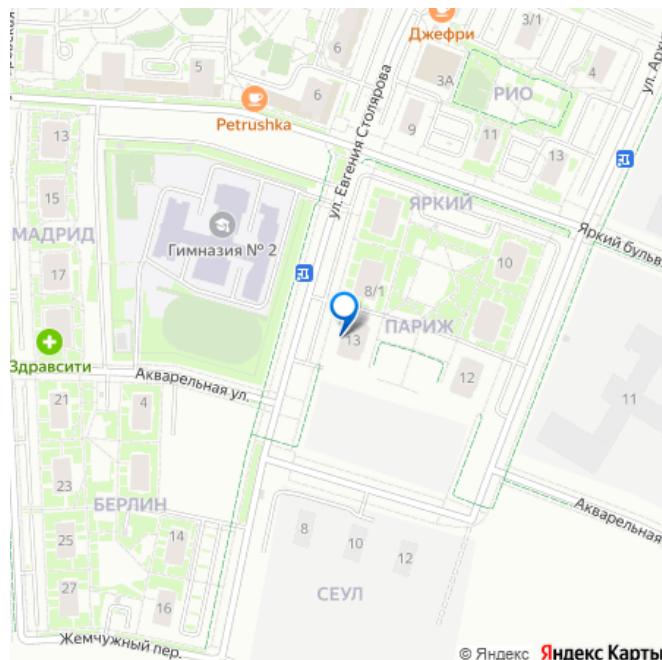 Джефри
3/1
6
3А
4
5
РИО
6
Petrushka
ул. Евгения Столярова
9
11
13
13
15
МАДРИД
Гимназия № 2
ЯРКИЙ
Яркий бульв
17
10
8/1
ПАРИЖ
13
Здравсити
Акварельная ул.
12
21
4
11
23
БЕРЛИН
Акварельная
25
14
8
10
12
27
16
СЕУЛ
Жемчужный пер.
© Яндекс Яндекс Карты